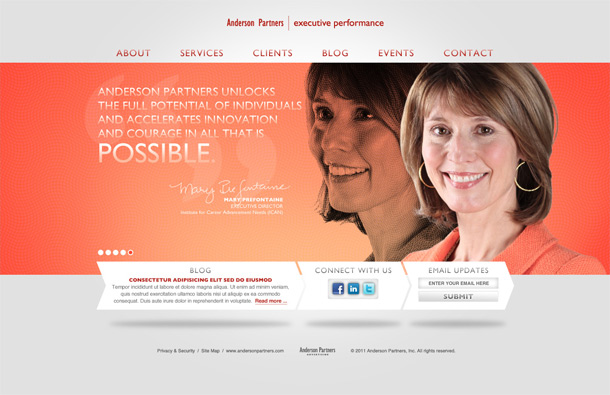 Anderson Partners | executive performance
ABOUT SERVICES CLIENTS BLOG EVENTS CONTACT
ANDERSON PARTNERS UNLOCKS
THE FULL POTENTIAL OF INDIVIDUALS
AND ACCELERATES INNOVATION
AND COURAGE IN ALL THAT IS
POSSIBLE.
Mary Prefontaine
MARY PREFONTAINE
EXECUTIVE DIRECTOR
Institute for Cancer Advancements Needs (ICAN)
BLOG
CONSECTETUR ADIPISICING ELIT SED DO EIUSMOD
Tempor incididunt ut labore et dolore magna aliqua. Ut enim ad minim veniam,
quis nostrud exercitation ullamco laboris nisi ut aliquip ex ea commodo
consequat. Duis aute irure dolor in reprehenderit in voluptate. Read more ...
CONNECT WITH US
EMAIL UPDATES
ENTER YOUR EMAIL HERE
SUBMIT
Privacy & Security / Site Map / www.andersonpartners.com
Anderson Partners
ADVERTISING
© 2011 Anderson Partners, Inc. All rights reserved.